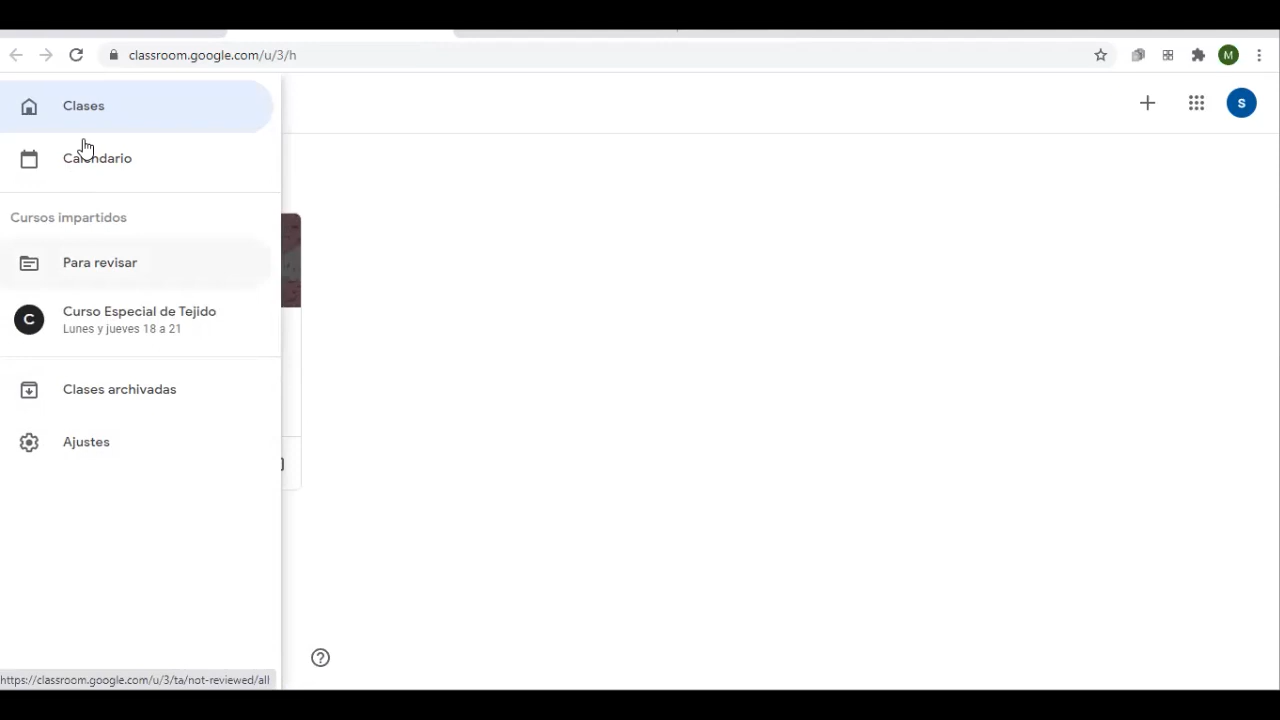 classroom.google.com/u/3/h
M
Clases
S
Calendario
Cursos impartidos
Para revisar
C
Curso Especial de Tejido
Lunes y jueves 18 a 21
Clases archivadas
Ajustes
https://classroom.google.com/u/3/ta/not-reviewed/all